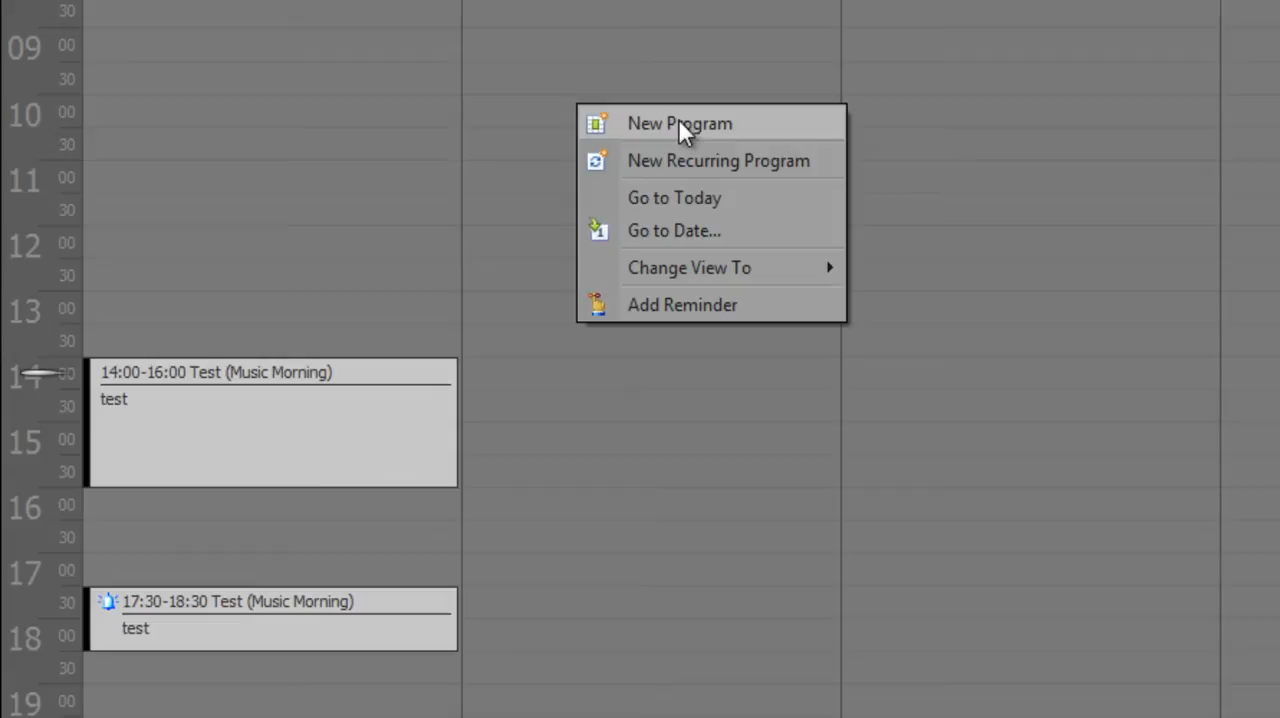 30
09 00
30
10 00
30
11 00
30
12 00
30
13 00
30
14 00
30
15 00
30
16 00
30
17 00
30
18 00
30
19 00
New Program
New Recurring Program
Go to Today
Go to Date...
Change View To
Add Reminder
14:00-16:00 Test (Music Morning)
test
17:30-18:30 Test (Music Morning)
test